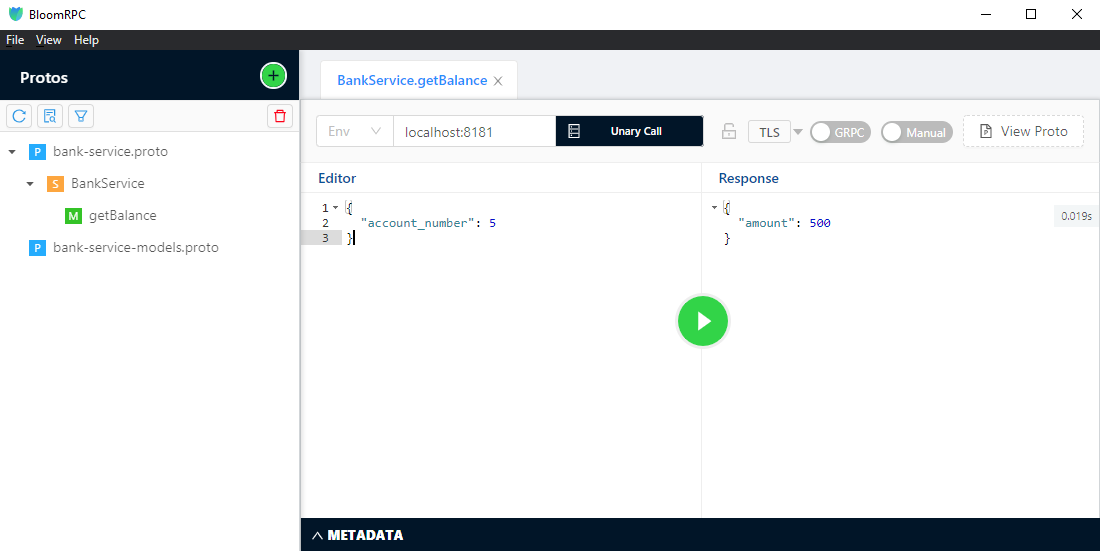 BloomRPC
File View Help
Protos
BankService.getBalance
Env
localhost:8181
Unary Call
TLS
GRPC
Manual
View Proto
P bank-service.proto
S BankService
M getBalance
P bank-service-models.proto
Editor
1 {
2 "account_number": 5
3 }
Response
{
"amount": 500
}
0.019s
METADATA